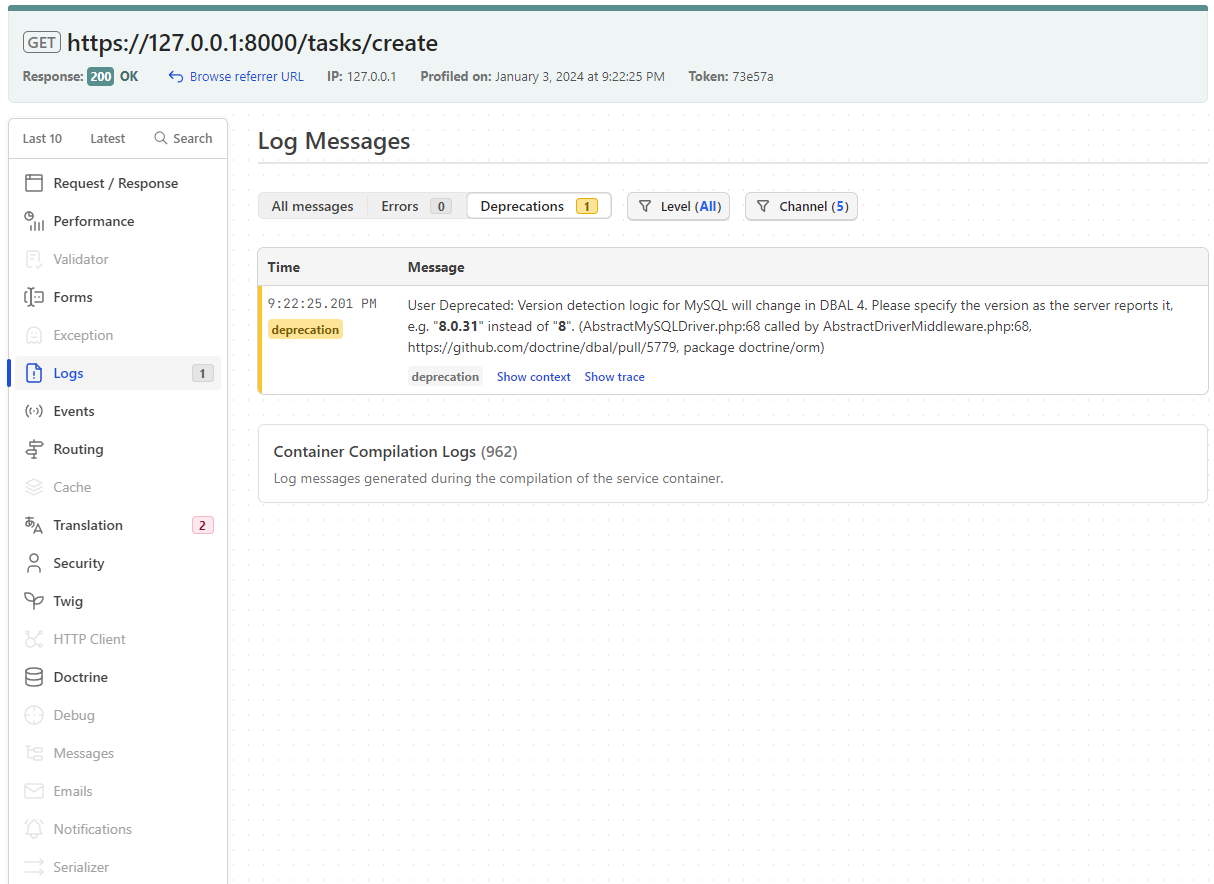 GET https://127.0.0.1:8000/tasks/create
Response: 200 OK Browse referrer URL IP: 127.0.0.1 Profiled on: January 3, 2024 at 9:22:25 PM Token: 73e57a
Last 10 Latest Search
Request / Response
Performance
Validator
Forms
Exception
Logs 1
Events
Routing
Cache
Translation 2
Security
Twig
HTTP Client
Doctrine
Debug
Messages
Emails
Notifications
Serializer
Log Messages
All messages Errors 0 Deprecations 1 Level (All) Channel (5)
Time Message
9:22:25.201 PM
deprecation
User Deprecated: Version detection logic for MySQL will change in DBAL 4. Please specify the version as the server reports it,
e.g. "8.0.31" instead of "8". (AbstractMySQLDriver.php:68 called by AbstractDriverMiddleware.php:68,
https://github.com/doctrine/dbal/pull/5779, package doctrine/orm)
deprecation Show context Show trace
Container Compilation Logs (962)
Log messages generated during the compilation of the service container.